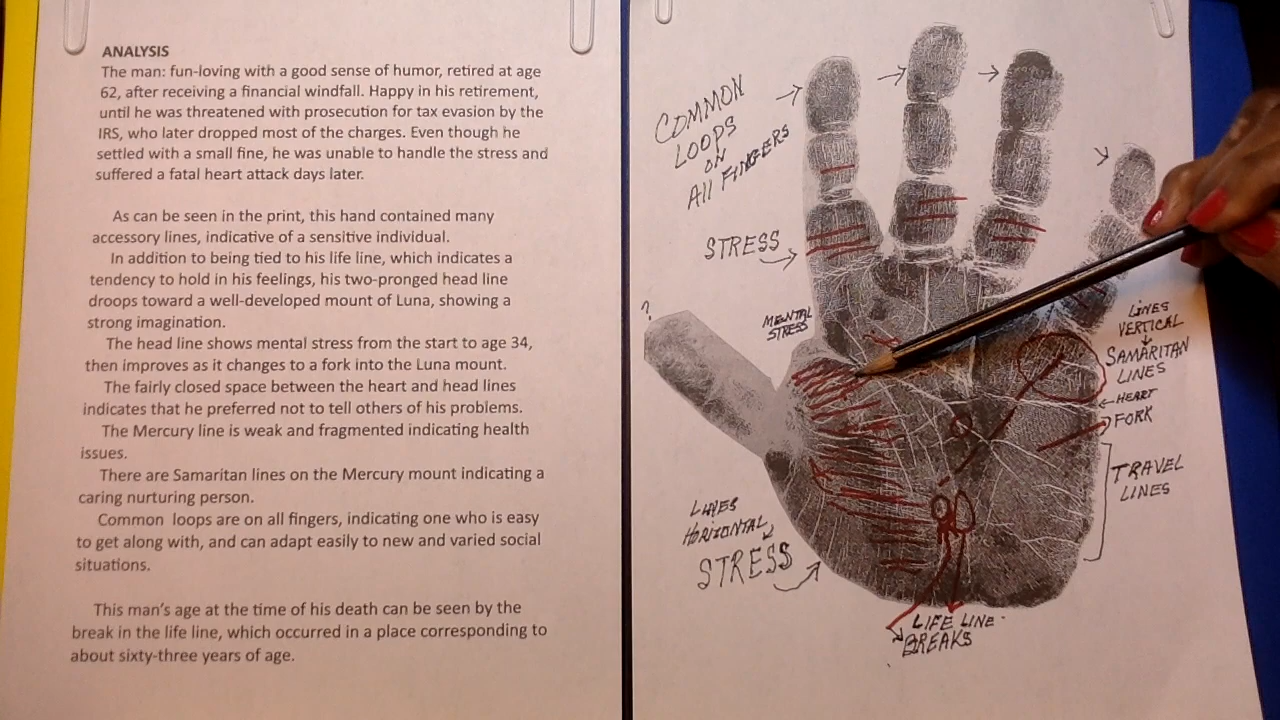 ANALYSIS
The man: fun-loving with a good sense of humor, retired at age
62, after receiving a financial windfall. Happy in his retirement,
until he was threatened with prosecution for tax evasion by the
IRS, who later dropped most of the charges. Even though he
settled with a small fine, he was unable to handle the stress and
suffered a fatal heart attack days later.
As can be seen in the print, this hand contained many
accessory lines, indicative of a sensitive individual.
In addition to being tied to his life line, which indicates a
tendency to hold in his feelings, his two-pronged head line
droops toward a well-developed mount of Luna, showing a
strong imagination.
The head line shows mental stress from the start to age 34,
then improves as it changes to a fork into the Luna mount.
The fairly closed space between the heart and head lines
indicates that he preferred not to tell others of his problems.
The Mercury line is weak and fragmented indicating health
issues.
There are Samaritan lines on the Mercury mount indicating a
caring nurturing person.
Common loops are on all fingers, indicating one who is easy
to get along with, and can adapt easily to new and varied social
situations.
This man's age at the time of his death can be seen by the
break in the life line, which occurred in a place corresponding to
about sixty-three years of age.
COMMON
LOOPS
ON
All FINGERS
STRESS
?
MENTAL
STRESS
LINES
HORIZONTAL
STRESS
LINES
VERTICAL
SAMARITAN
LINES
HEART
FORK
TRAVEL
LINES
LIFE LINE
BREAKS